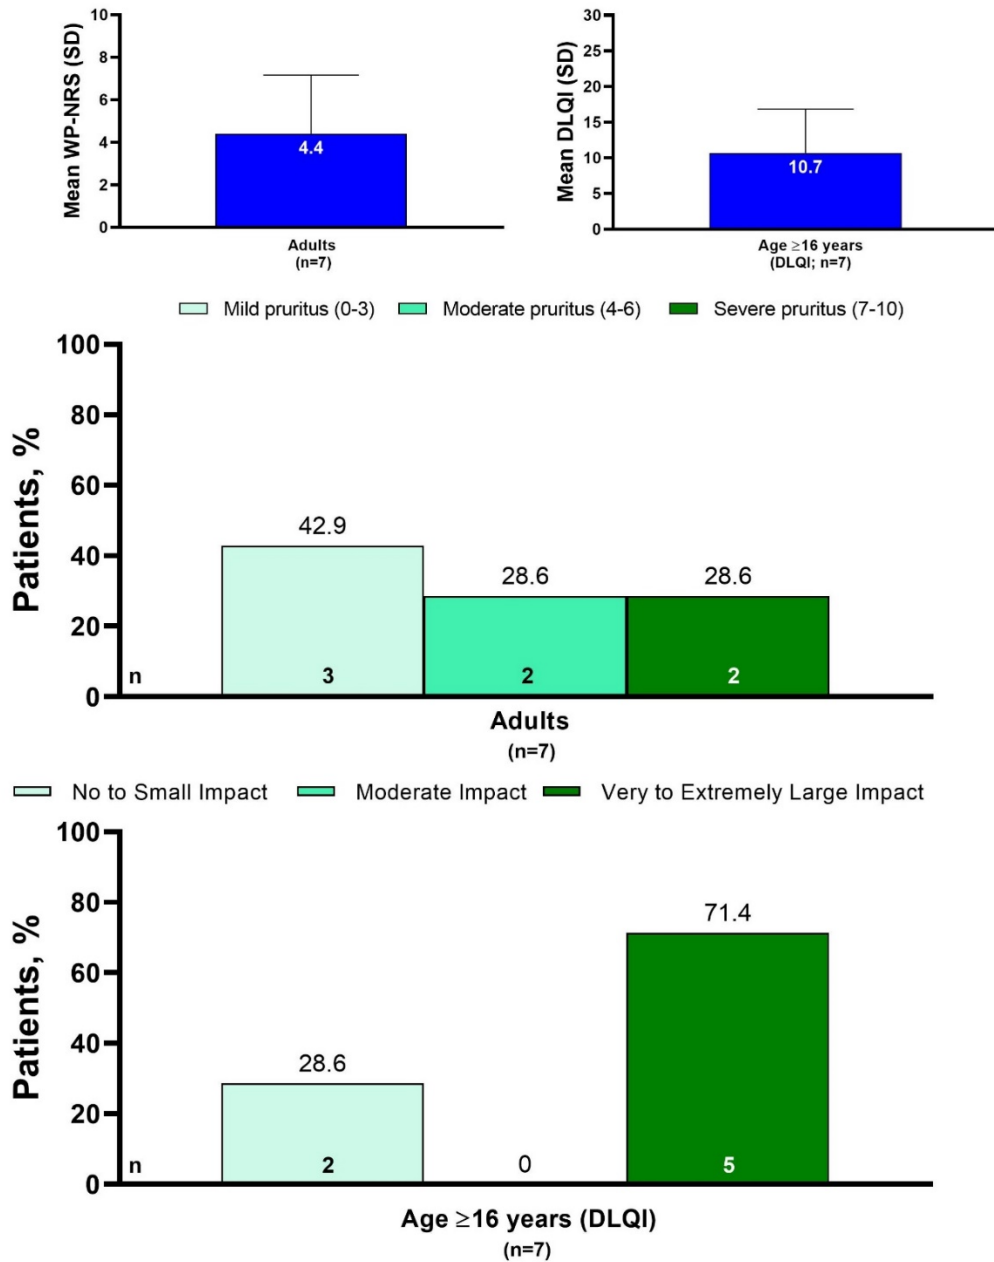 Mean WP-NRS (SD)
10
8
6
4
2
0
4.4
Adults
(n=7)
Mean DLQI (SD)
30
25
20
15
10
5
0
10.7
Age ≥16 years
(DLQI; n=7)
Mild pruritus (0-3) Moderate pruritus (4-6) Severe pruritus (7-10)
Patients, %
100
80
60
40
20
0
42.9
28.6
28.6
n
3
2
2
Adults
(n=7)
No to Small Impact Moderate Impact Very to Extremely Large Impact
Patients, %
100
80
60
40
20
0
28.6
71.4
n
2
0
5
Age ≥16 years (DLQI)
(n=7)